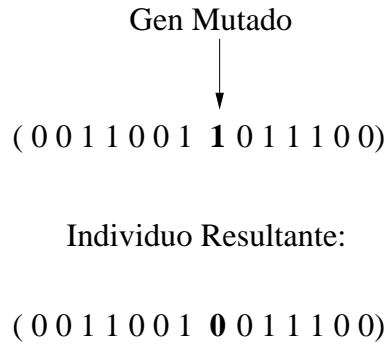 Gen Mutado
( 0 0 1 1 0 0 1 1 0 1 1 1 0 0)
Individuo Resultante:
( 0 0 1 1 0 0 1 0 0 1 1 1 0 0)